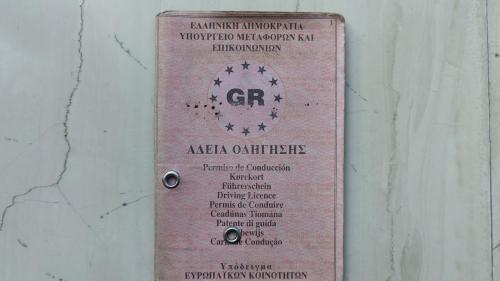 ΕΛΛΗΝΙΚΗ ΔΗΜΟΚΡΑΤΙΑ
ΥΠΟΥΡΓΕΙΟ ΜΕΤΑΦΟΡΩΝ ΚΑΙ
ΕΠΙΚΟΙΝΩΝΙΩΝ
GR
ΑΔΕΙΑ ΟΔΗΓΗΣΗΣ
Permiso de Conducción
Kørekort
Führerschein
Driving Licence
Permis de Conduire
Ceadúnas Tiomána
Patente di guida
de Condução
Υπόδειγμα
ΕΥΡΩΠΑΪΚΩΝ ΚΟΙΝΟΤΗΤΩΝ